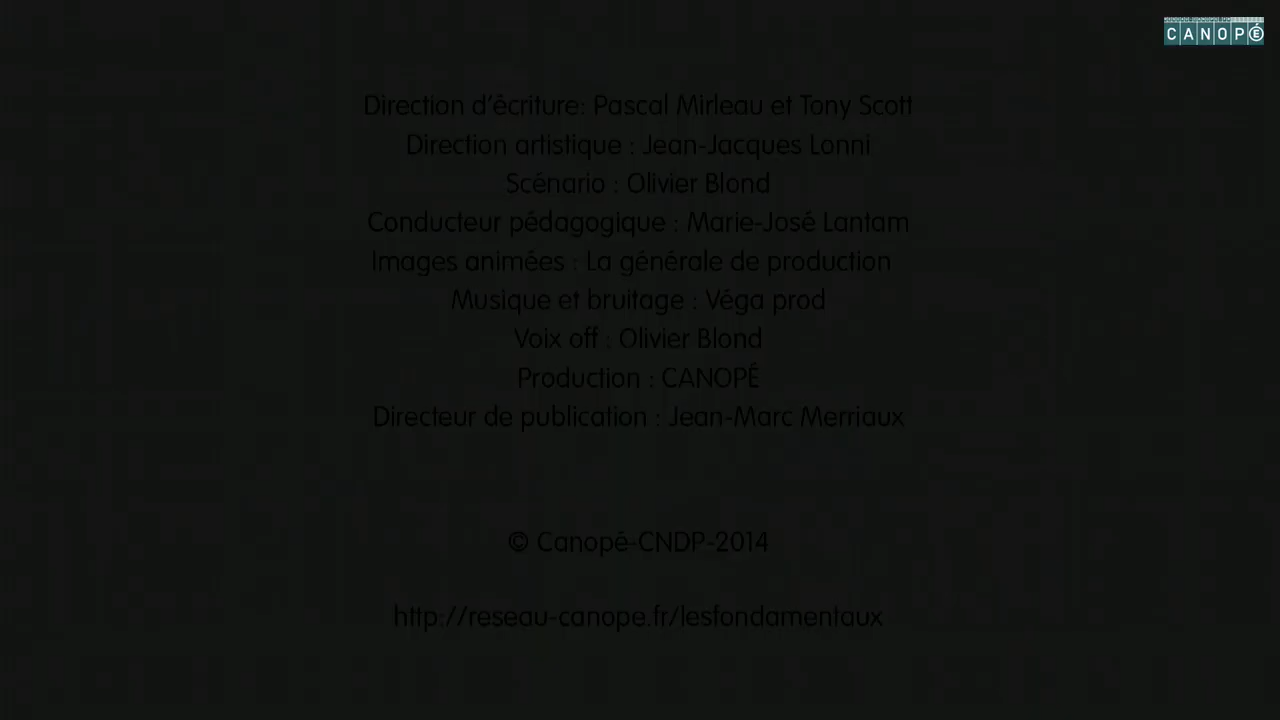 CANOPÉ
Direction d'écriture: Pascal Mirleau et Tony Scott
Direction artistique : Jean-Jacques Lonni
Scénario : Olivier Blond
Conducteur pédagogique : Marie-José Lantam
Images animées : La générale de production
Musique et bruitage : Véga prod
Voix off : Olivier Blond
Production : CANOPÉ
Directeur de publication : Jean-Marc Merriaux
© Canopé-CNDP-2014
http://reseau-canope.fr/lesfondamentaux